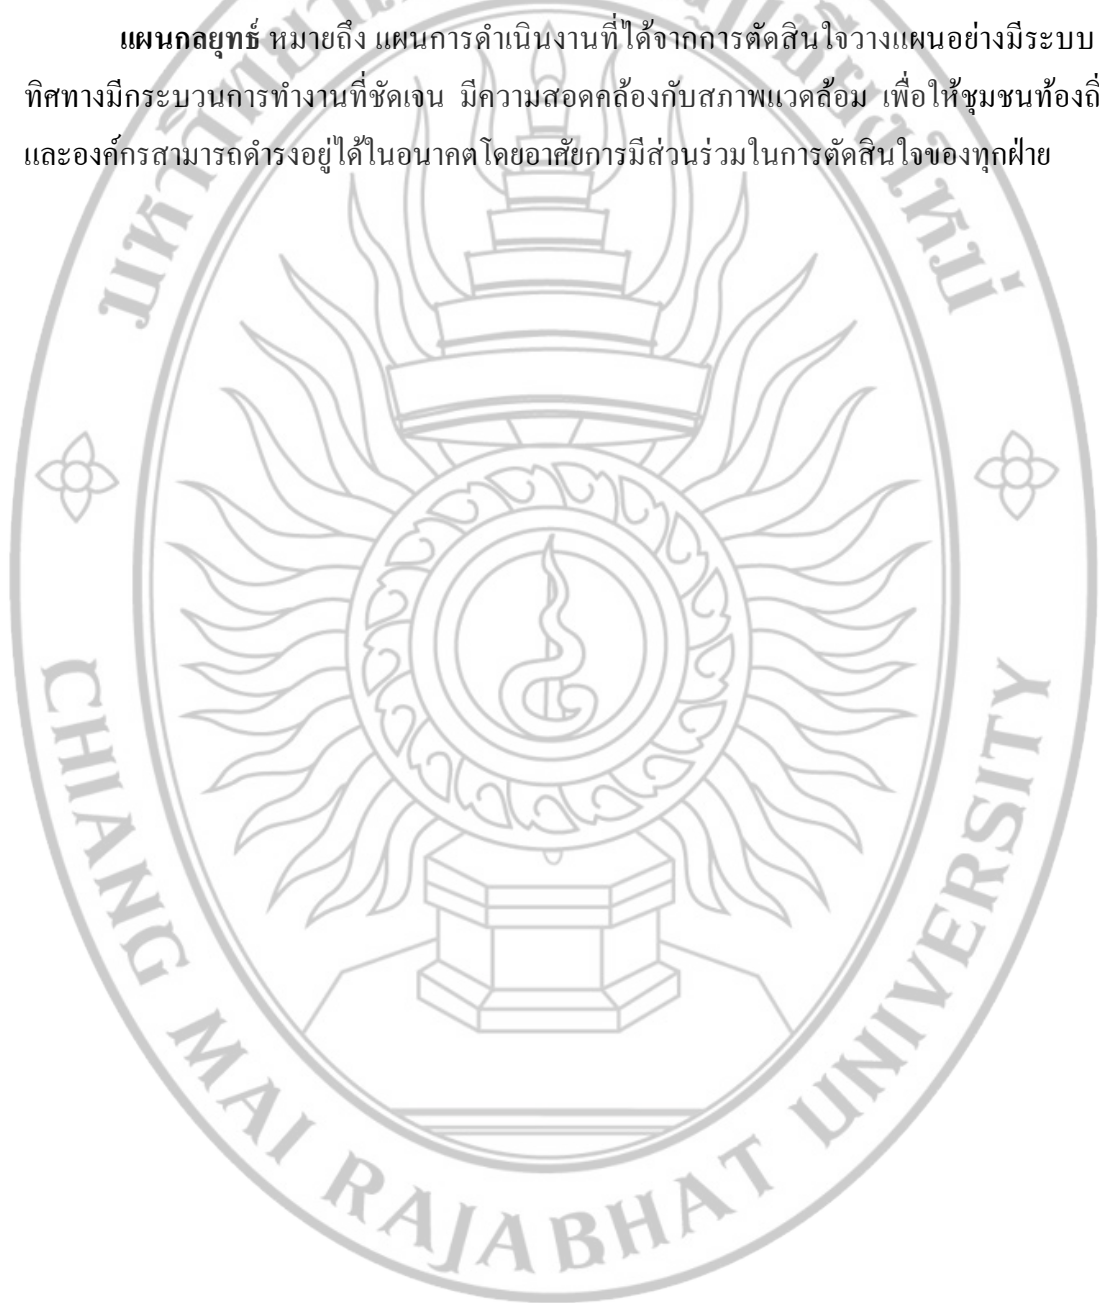 แผนกลยุทธ์ หมายถึง แผนการดำเนินงานที่ได้จากการตัดสินใจวางแผนอย่างมีระบบ
ทิศทางมีกระบวนการทำงานที่ชัดเจน มีความสอดคล้องกับสภาพแวดล้อม เพื่อให้ชุมชนท้องถิ่
และองค์กรสามารถดำรงอยู่ได้ในอนาคตโดยอาศัยการมีส่วนร่วมในการตัดสินใจของทุกฝ่าย
CHIANG MAI RAJABHAT UNIVERSITY